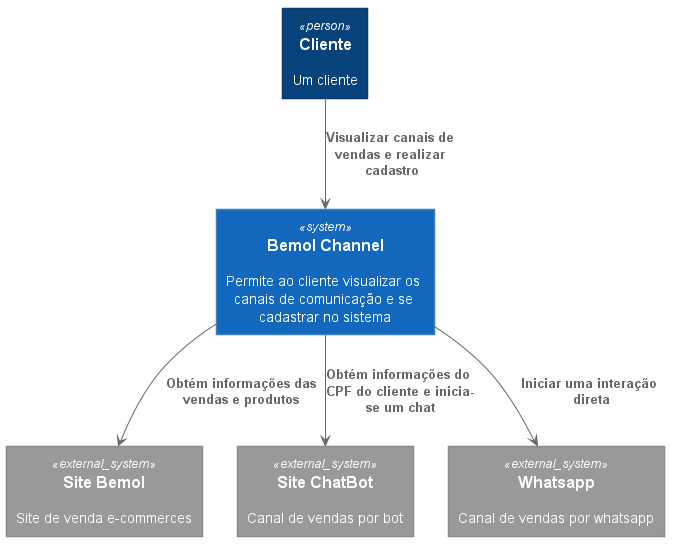 «person»
Cliente
Um cliente
Visualizar canais de
vendas e realizar
cadastro
«system»
Bemol Channel
Permite ao cliente visualizar os
canais de comunicação e se
cadastrar no sistema
Obtém informações das
vendas e produtos
Obtém informações do
CPF do cliente e inicia-
se um chat
Iniciar uma interação
direta
«external_system»
Site Bemol
Site de venda e-commerces
«external_system»
Site ChatBot
Canal de vendas por bot
«external_system»
Whatsapp
Canal de vendas por whatsapp